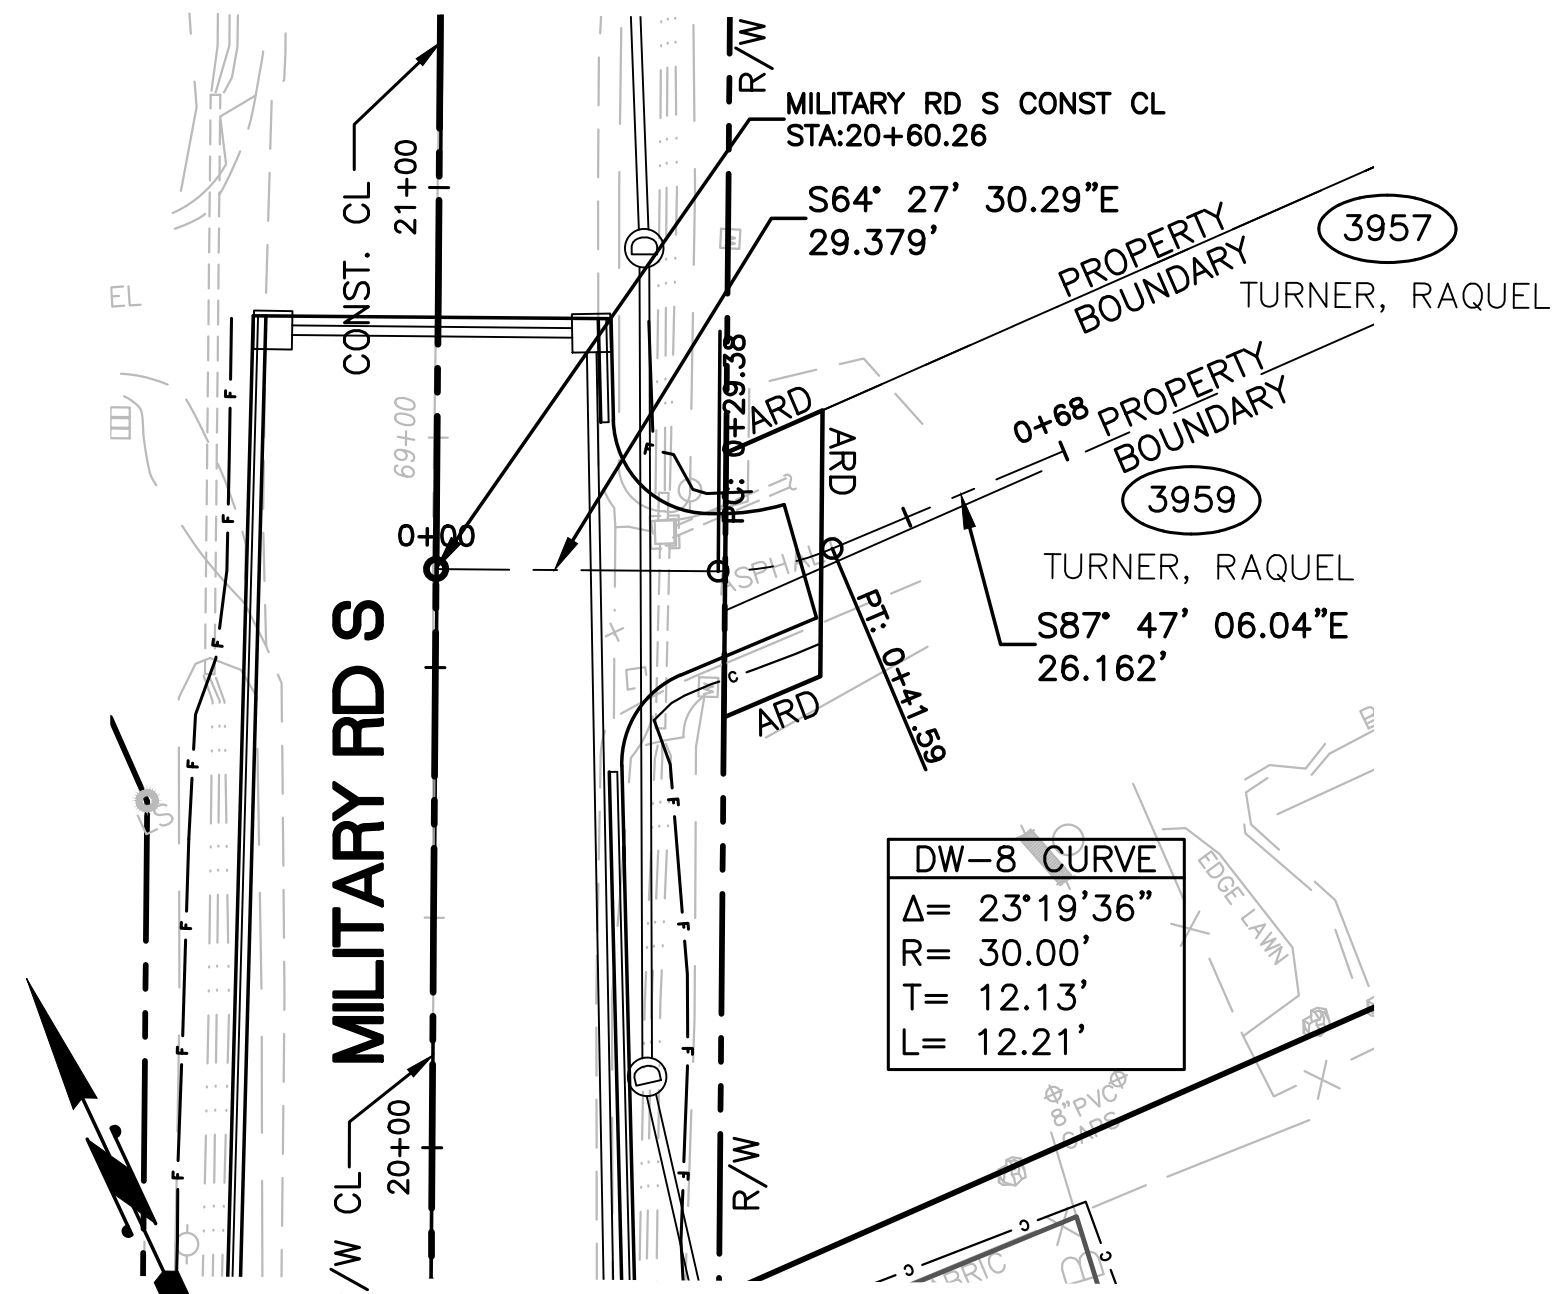 R/W
MILITARY RD S CONST CL
STA:20+60.26
CONST. CL
21+00
S64° 27' 30.29"E
29.379'
3957
PROPERTY
BOUNDARY
TURNER, RAQUEL
EL
69+00
PC: 0+29.38
ARD
ARD
0+68
PROPERTY
BOUNDARY
3959
TURNER, RAQUEL
0+00
ASPHAL
MILITARY RD S
S87° 47' 06.04"E
26.162'
PT: 0+41.59
ARD
F
F
F
F
F
F
F
F
F
F
F
F
C
M
D
LS
DW-8 CURVE
Δ= 23°19'36"
R= 30.00'
T= 12.13'
L= 12.21'
EDGE LAWN
D
8"PVC
CAPS
20+00
R/W
/W CL
C
C
C
BRIC
B